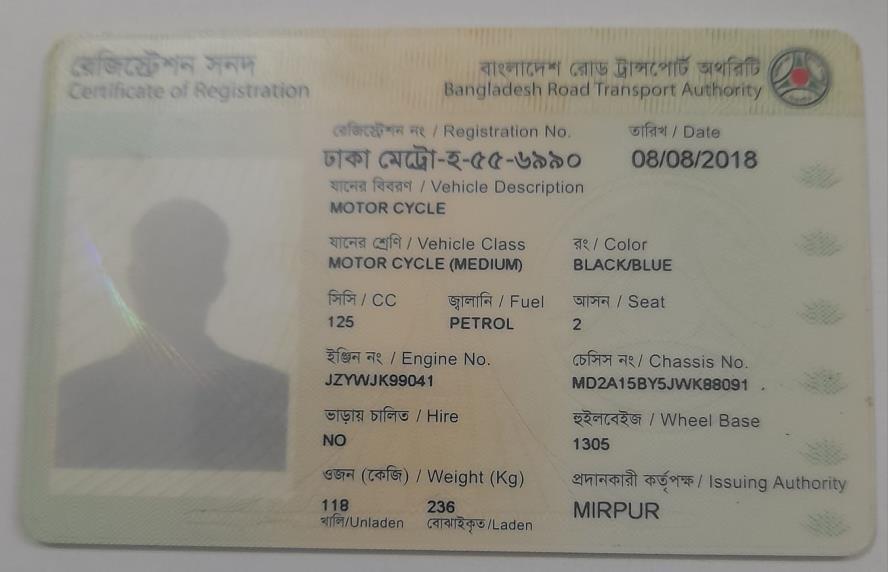 রেজিস্ট্রেশন সনদ
Certificate of Registration
বাংলাদেশ রোড ট্রান্সপোর্ট অথরিটি
Bangladesh Road Transport Authority
রেজিস্ট্রেশন নং / Registration No.
তারিখ / Date
ঢাকা মেট্রো-হ-৫৫-৬৯৯০
08/08/2018
যানের বিবরণ / Vehicle Description
MOTOR CYCLE
যানের শ্রেণি / Vehicle Class
রং / Color
MOTOR CYCLE (MEDIUM)
BLACK/BLUE
সিসি / CC
জ্বালানি / Fuel
আসন / Seat
125
PETROL
2
ইঞ্জিন নং / Engine No.
চেসিস নং / Chassis No.
JZYWJK99041
MD2A15BY5JWK88091
ভাড়ায় চালিত / Hire
হুইলবেইজ / Wheel Base
NO
1305
ওজন (কেজি) / Weight (Kg)
প্রদানকারী কর্তৃপক্ষ / Issuing Authority
118
236
MIRPUR
খালি/Unladen
বোঝাইকৃত/Laden